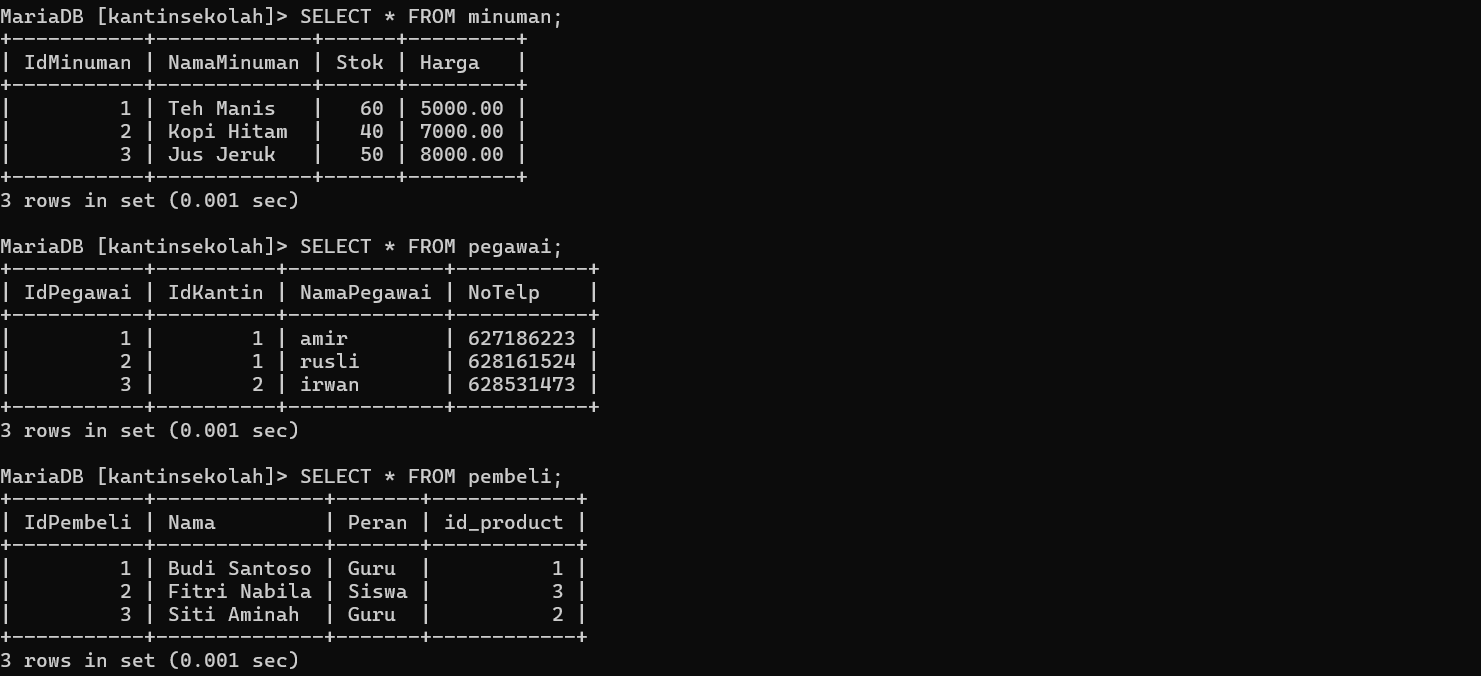 MariaDB [kantinsekolah]> SELECT * FROM minuman;
+-----------+-------------+------+---------+
| IdMinuman | NamaMinuman | Stok | Harga   |
+-----------+-------------+------+---------+
|         1 | Teh Manis   |   60 | 5000.00 |
|         2 | Kopi Hitam  |   40 | 7000.00 |
|         3 | Jus Jeruk   |   50 | 8000.00 |
+-----------+-------------+------+---------+
3 rows in set (0.001 sec)

MariaDB [kantinsekolah]> SELECT * FROM pegawai;
+-----------+----------+-------------+-----------+
| IdPegawai | IdKantin | NamaPegawai | NoTelp    |
+-----------+----------+-------------+-----------+
|         1 |        1 | amir        | 627186223 |
|         2 |        1 | rusli       | 628161524 |
|         3 |        2 | irwan       | 628531473 |
+-----------+----------+-------------+-----------+
3 rows in set (0.001 sec)

MariaDB [kantinsekolah]> SELECT * FROM pembeli;
+-----------+--------------+-------+------------+
| IdPembeli | Nama         | Peran | id_product |
+-----------+--------------+-------+------------+
|         1 | Budi Santoso | Guru  |          1 |
|         2 | Fitri Nabila | Siswa |          3 |
|         3 | Siti Aminah  | Guru  |          2 |
+-----------+--------------+-------+------------+
3 rows in set (0.001 sec)